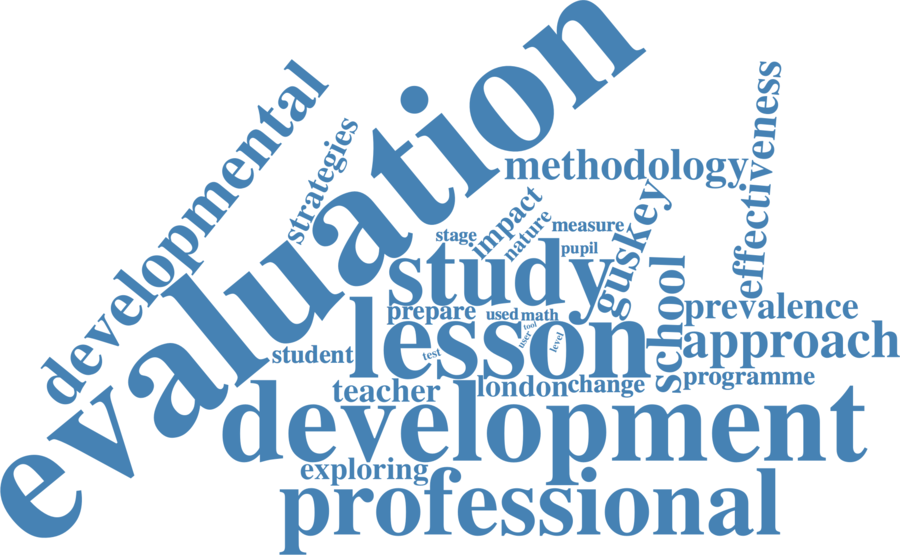 evaluation
developmental
strategies
methodology
effectiveness
impact
nature
measure
stage
pupil
guskey
study
school
prevalence
prepare
used
math
tool
user
level
lesson
approach
student
test
programme
teacher
london
change
development
exploring
professional